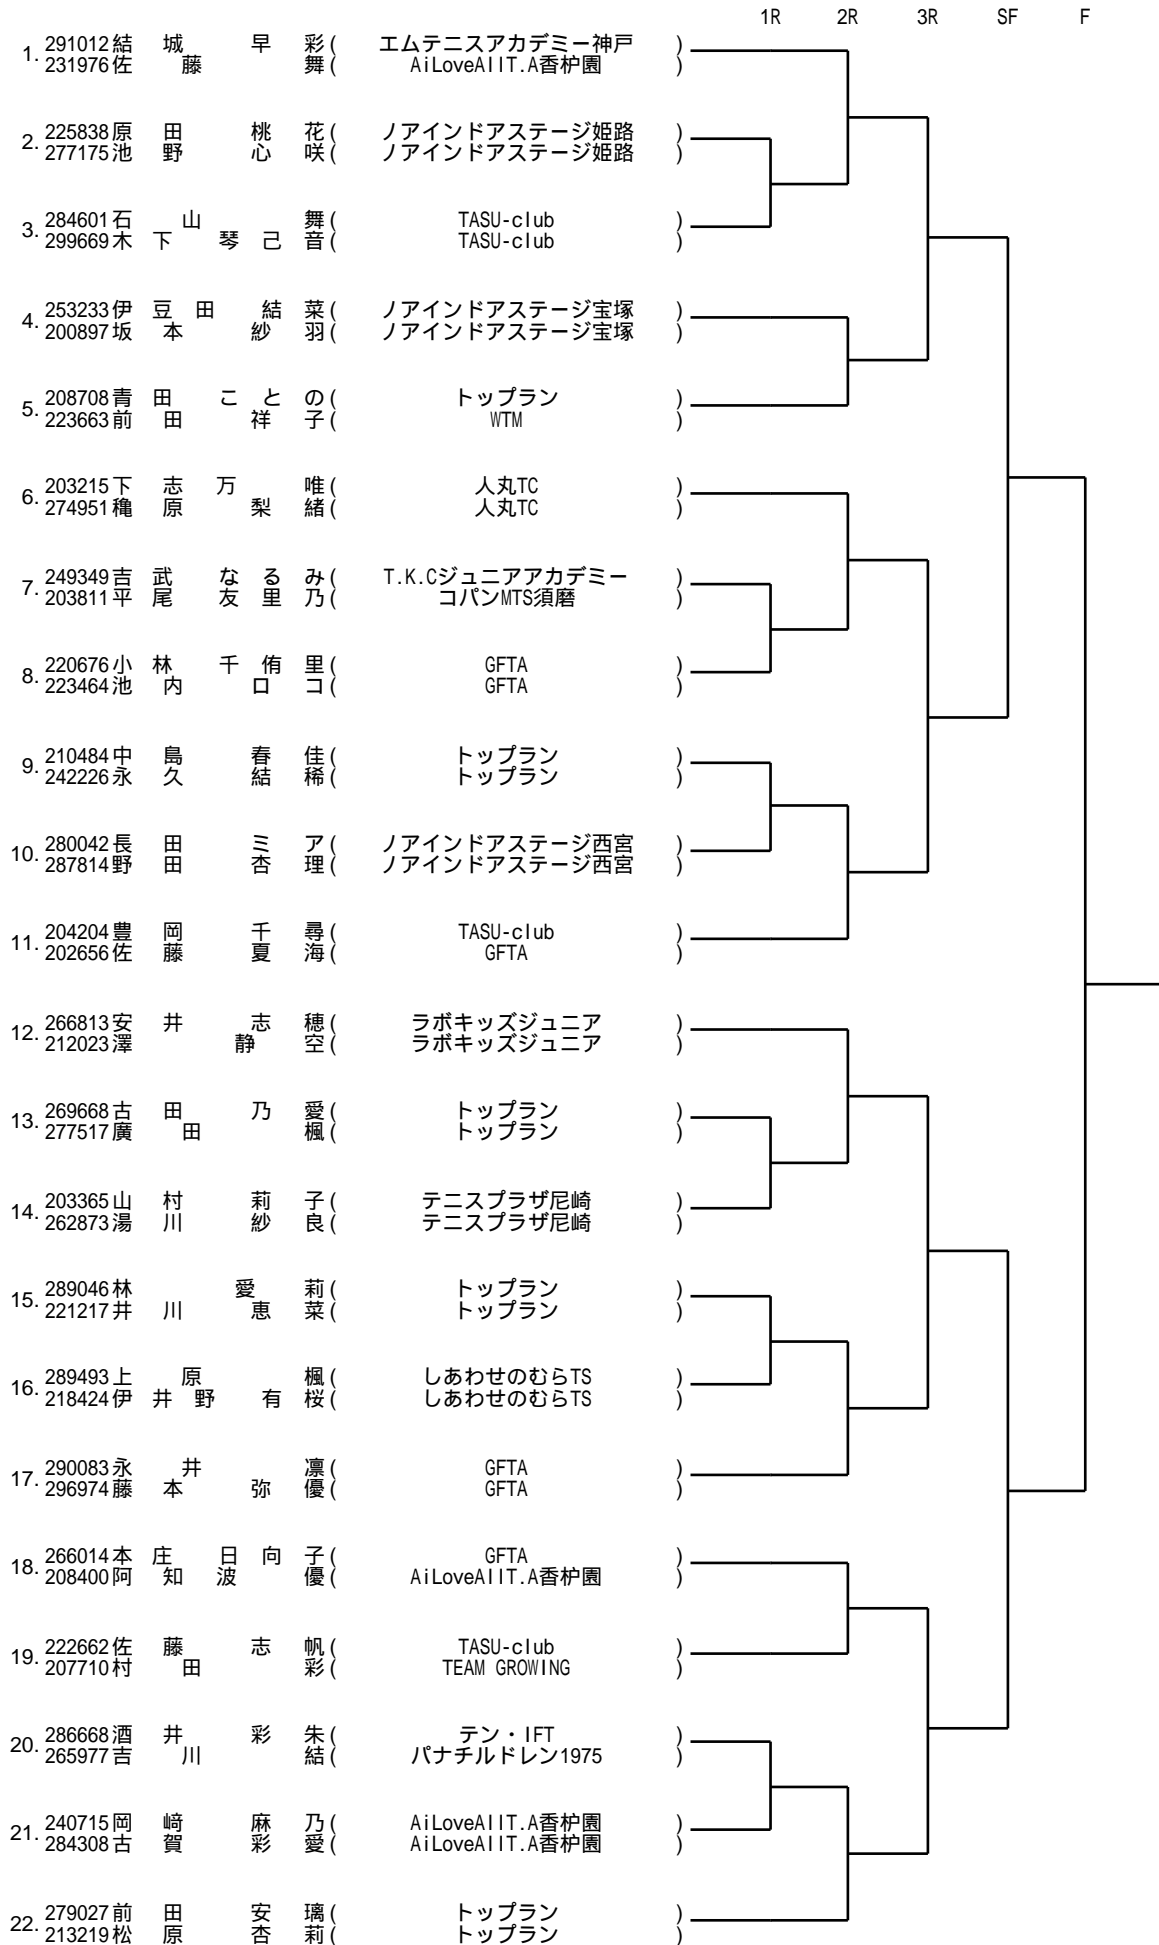 1R 2R 3R SF F
1. 291012 結城 早彩 ( エムテニスアカデミー神戸 )
231976 佐藤 舞 ( AiLoveAllT.A香枦園 )
2. 225838 原田 桃花 ( ノアインドアステージ姫路 )
277175 池野 心咲 ( ノアインドアステージ姫路 )
3. 284601 石山 舞 ( TASU-club )
299669 木下 琴己音 ( TASU-club )
4. 253233 伊豆田 結菜 ( ノアインドアステージ宝塚 )
200897 坂本 紗羽 ( ノアインドアステージ宝塚 )
5. 208708 青田 ことの ( トップラン )
223663 前田 祥子 ( WTM )
6. 203215 下志万 唯 ( 人丸TC )
274951 穐原 梨緒 ( 人丸TC )
7. 249349 吉武 なるみ ( T.K.Cジュニアアカデミー )
203811 平尾 友里乃 ( コパンMTS須磨 )
8. 220676 小林 千侑里 ( GFTA )
223464 池内 ロコ ( GFTA )
9. 210484 中島 春佳 ( トップラン )
242226 永久 結稀 ( トップラン )
10. 280042 長田 ミア ( ノアインドアステージ西宮 )
287814 野田 杏理 ( ノアインドアステージ西宮 )
11. 204204 豊岡 千尋 ( TASU-club )
202656 佐藤 夏海 ( GFTA )
12. 266813 安井 志穂 ( ラボキッズジュニア )
212023 澤 静空 ( ラボキッズジュニア )
13. 269668 古田 乃愛 ( トップラン )
277517 廣田 楓 ( トップラン )
14. 203365 山村 莉子 ( テニスプラザ尼崎 )
262873 湯川 紗良 ( テニスプラザ尼崎 )
15. 289046 林 愛莉 ( トップラン )
221217 井川 恵菜 ( トップラン )
16. 289493 上原 楓 ( しあわせのむらTS )
218424 伊井野 有桜 ( しあわせのむらTS )
17. 290083 永井 凛 ( GFTA )
296974 藤本 弥優 ( GFTA )
18. 266014 本庄 日向子 ( GFTA )
208400 阿知波 優 ( AiLoveAllT.A香枦園 )
19. 222662 佐藤 志帆 ( TASU-club )
207710 村田 彩 ( TEAM GROWING )
20. 286668 酒井 彩朱 ( テン・IFT )
265977 吉川 結 ( パナチルドレン1975 )
21. 240715 岡﨑 麻乃 ( AiLoveAllT.A香枦園 )
284308 古賀 彩愛 ( AiLoveAllT.A香枦園 )
22. 279027 前田 安璃 ( トップラン )
213219 松原 杏莉 ( トップラン )